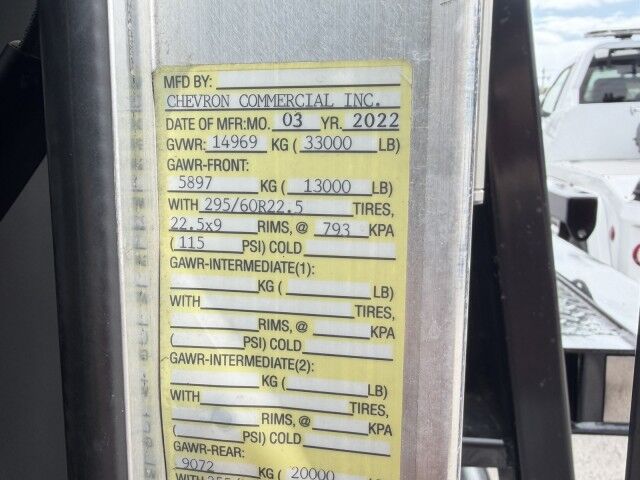 MFD BY:
CHEVRON COMMERCIAL INC.
DATE OF MFR:MO. 03 YR. 2022
GVWR: 14969 KG ( 33000 LB)
GAWR-FRONT:
5897 KG ( 13000 LB)
WITH 295/60R22.5 TIRES,
22.5x9 RIMS, @ 793 KPA
( 115 PSI) COLD
GAWR-INTERMEDIATE(1):
KG ( LB)
WITH TIRES,
RIMS, @ KPA
( PSI) COLD
GAWR-INTERMEDIATE(2):
KG ( LB)
WITH TIRES,
RIMS, @ KPA
( PSI) COLD
GAWR-REAR:
9072 KG ( 20000 LB)